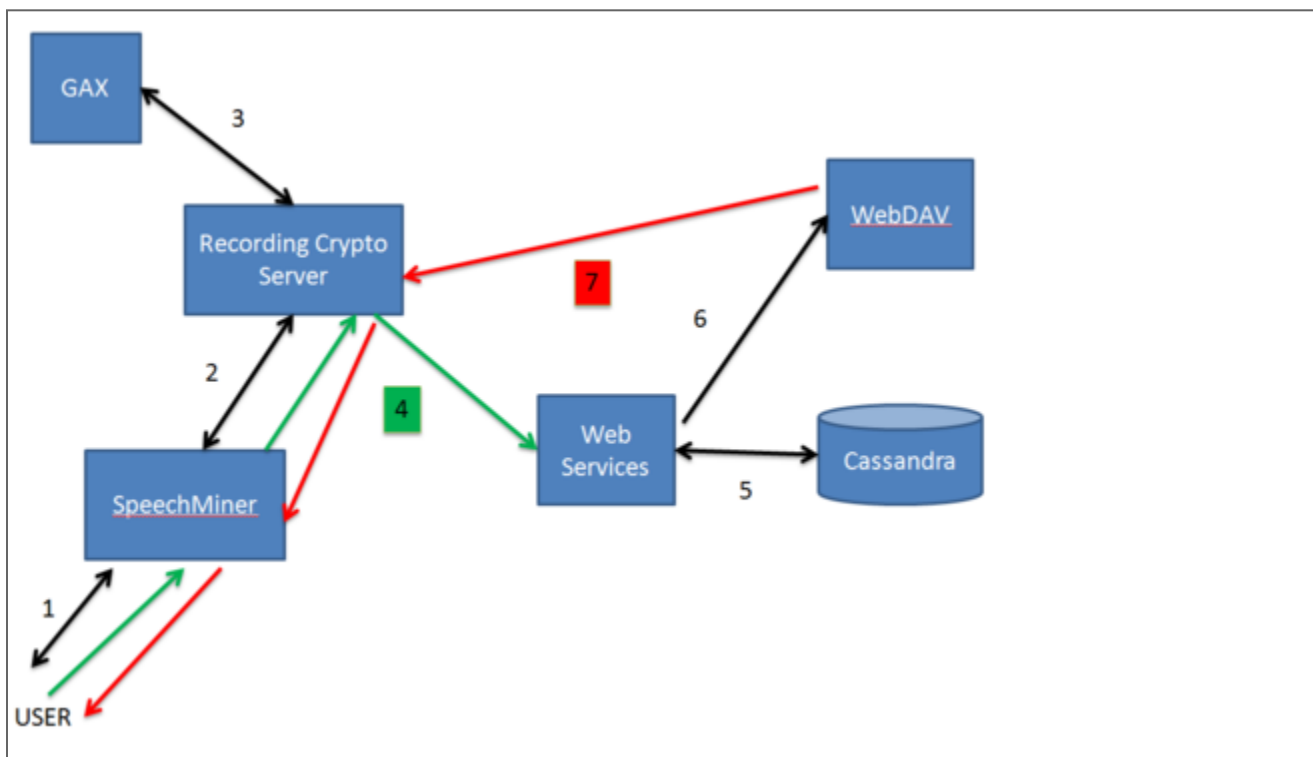 GAX
3
Recording Crypto
Server
WebDAV
7
6
2
4
Web
Services
Cassandra
5
SpeechMiner
1
USER